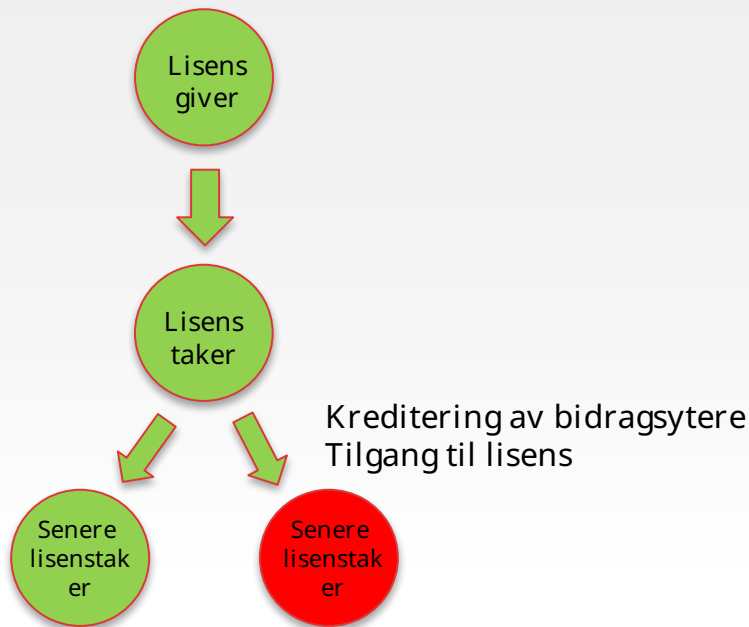 Lisens
giver
Lisens
taker
Kreditering av bidragsytere
Tilgang til lisens
Senere
lisenstak
er
Senere
lisenstak
er